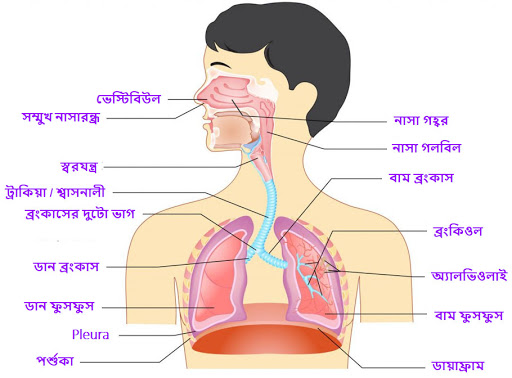 ভেস্টিবিউল
সম্মুখ নাসারন্ধ্র
স্বরযন্ত্র
ট্রাকিয়া / শ্বাসনালী
ব্রংকাসের দুটো ভাগ
ডান ব্রংকাস
ডান ফুসফুস
Pleura
পর্শুকা
নাসা গহ্বর
নাসা গলবিল
বাম ব্রংকাস
ব্রংকিওল
অ্যালভিওলাই
বাম ফুসফুস
ডায়াফ্রাম